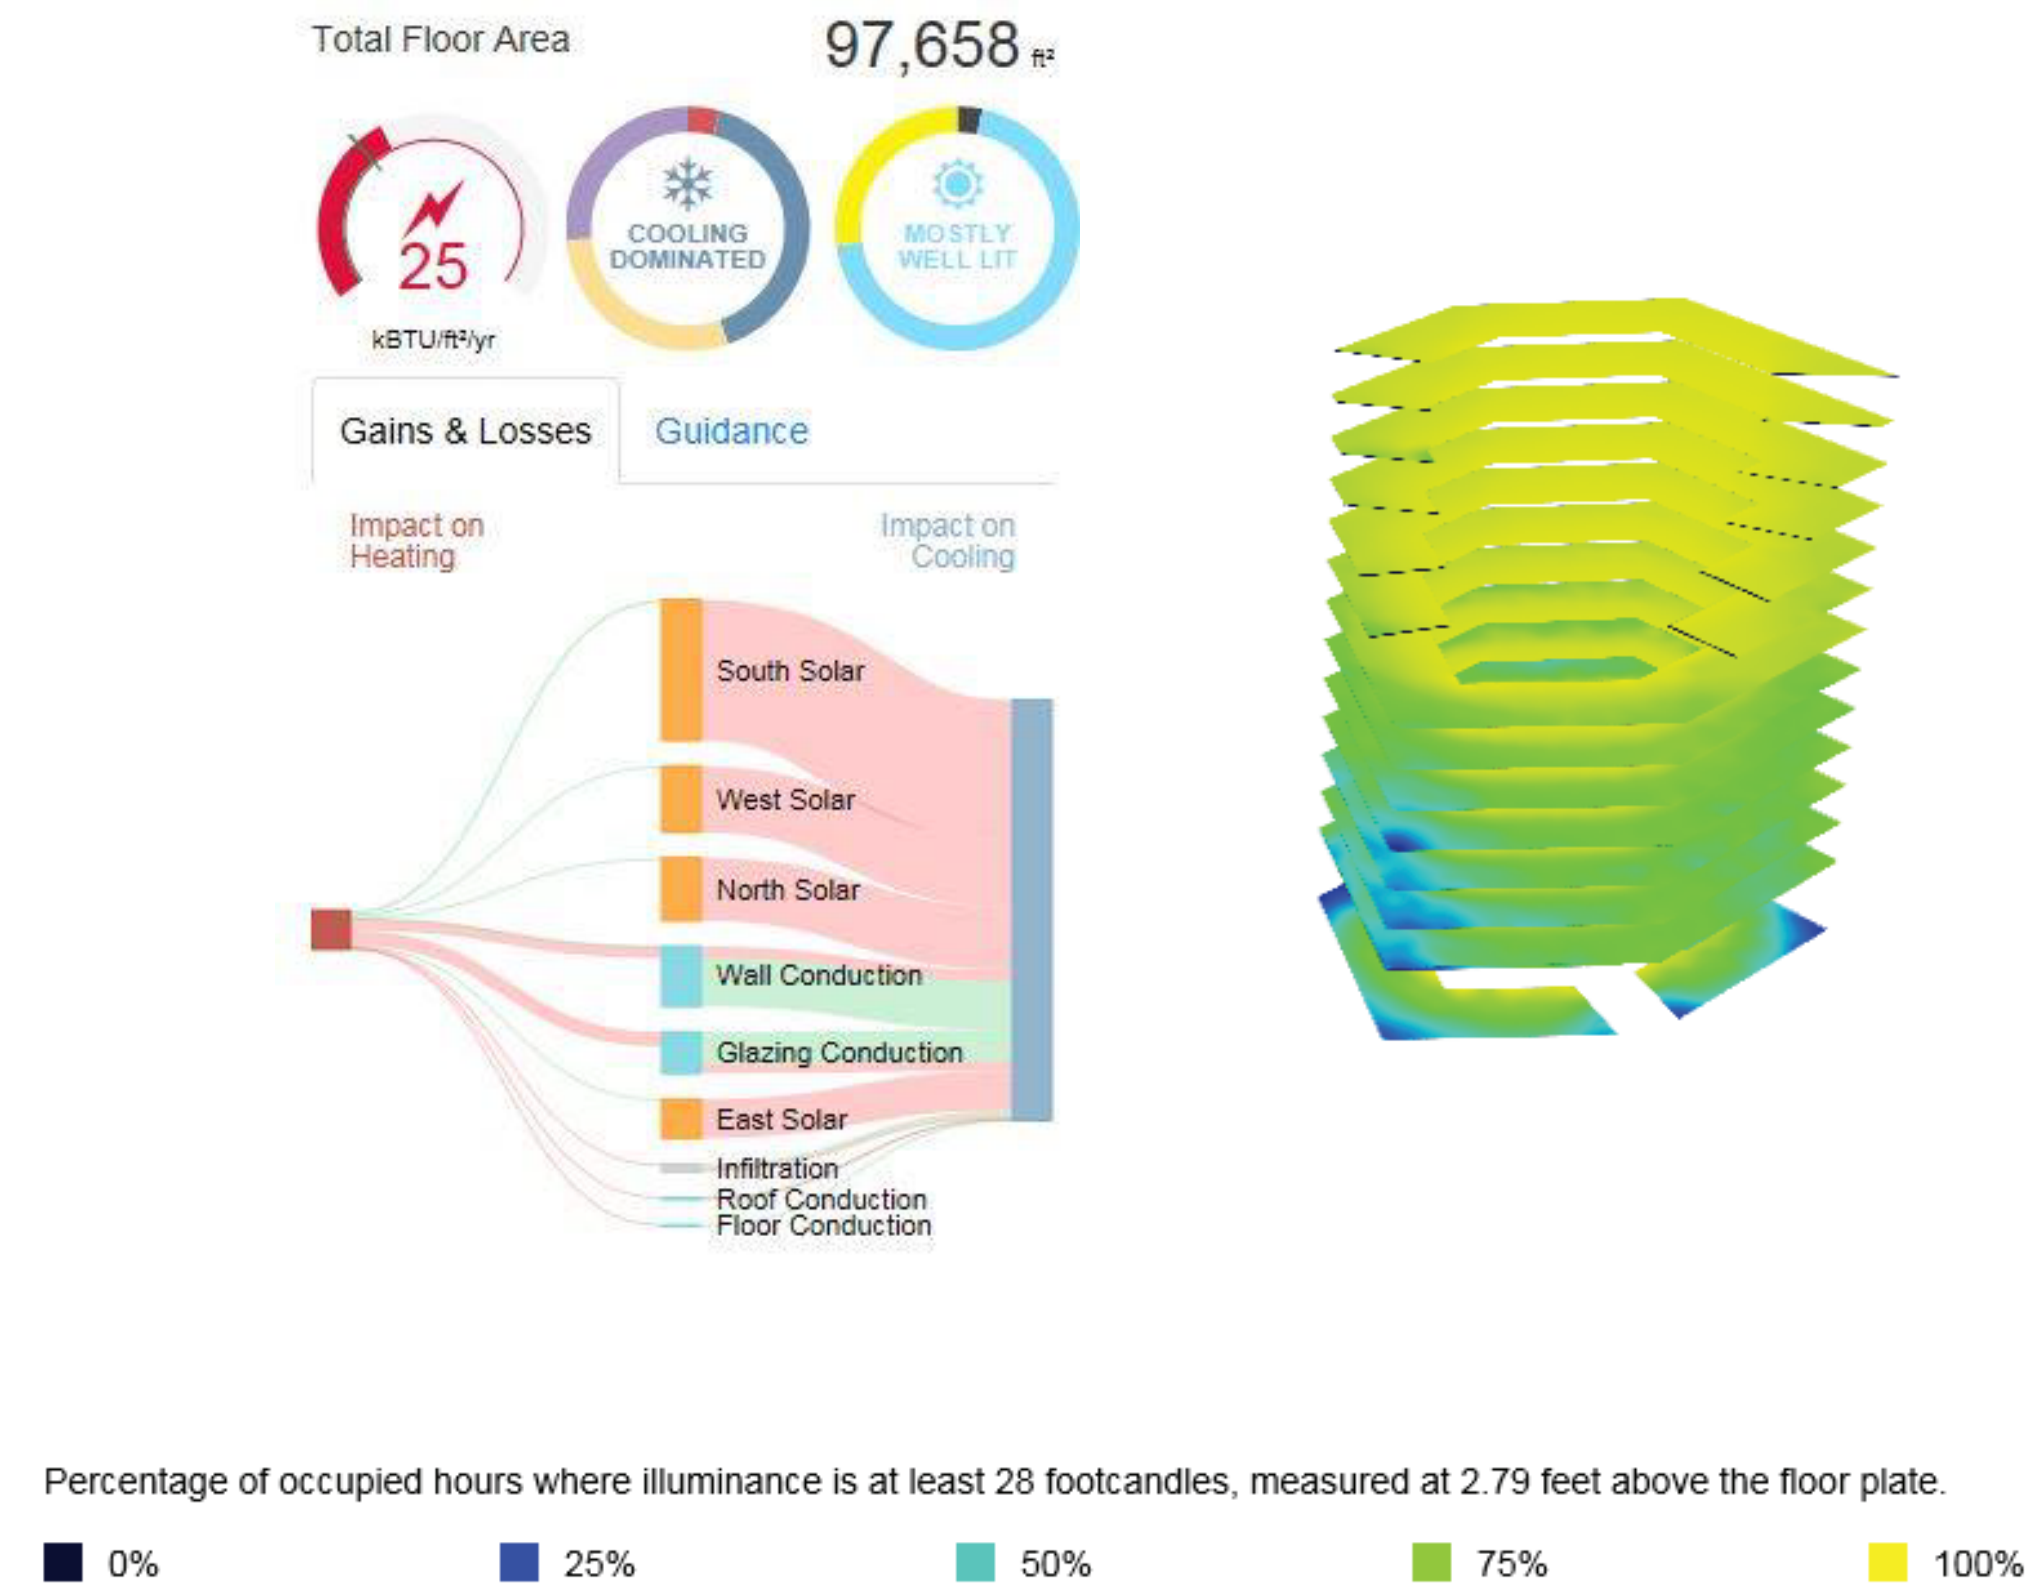 Total Floor Area
97,658 ft²
25
kBTU/ft²/yr
COOLING
DOMINATED
MOSTLY
WELL LIT
Gains & Losses
Guidance
Impact on
Heating
Impact on
Cooling
South Solar
West Solar
North Solar
Wall Conduction
Glazing Conduction
East Solar
Infiltration
Roof Conduction
Floor Conduction
Percentage of occupied hours where illuminance is at least 28 footcandles, measured at 2.79 feet above the floor plate.
0% 25% 50% 75% 100%